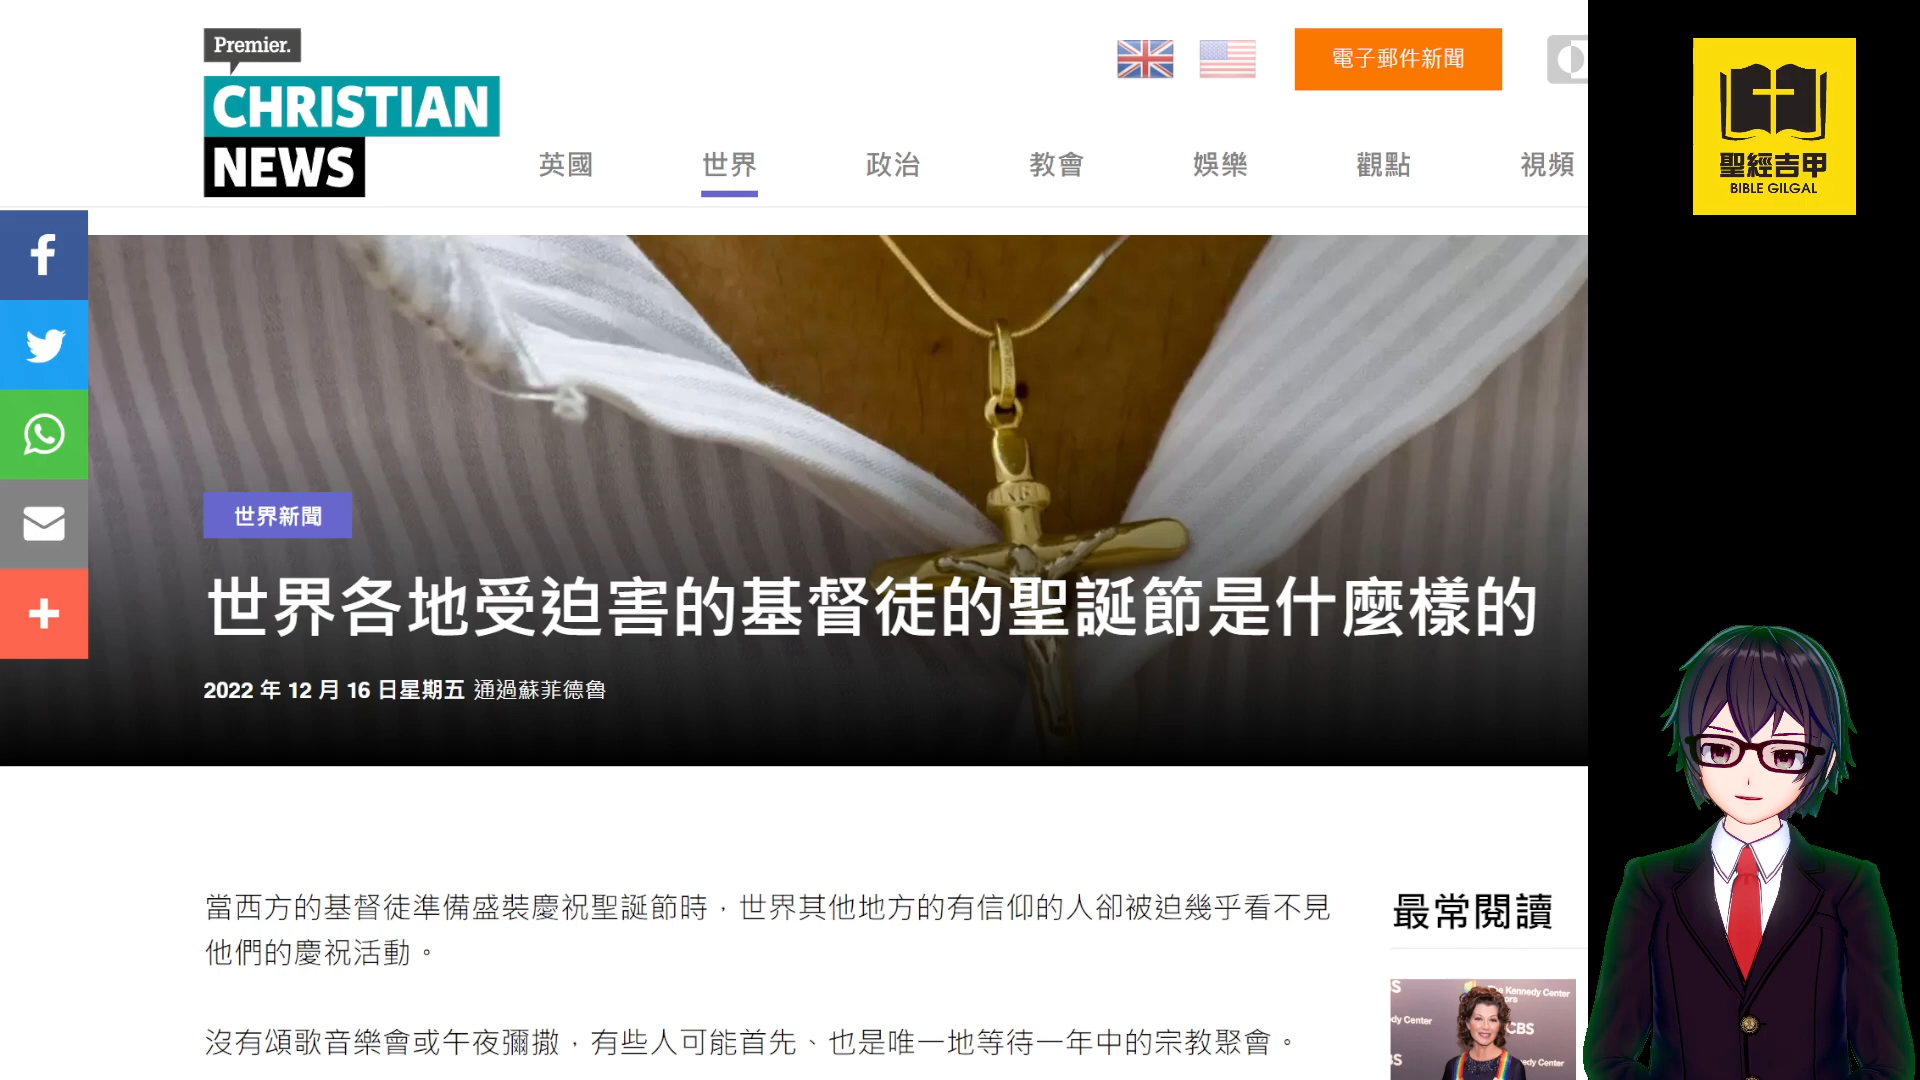 Premier.
CHRISTIAN
NEWS
電子郵件新聞
英國
世界
政治
教會
娛樂
觀點
視頻
聖經吉甲
BIBLE GILGAL
世界新聞
世界各地受迫害的基督徒的聖誕節是什麼樣的
2022 年 12 月 16 日星期五 通過蘇菲德魯
當西方的基督徒準備盛裝慶祝聖誕節時，世界其他地方的有信仰的人卻被迫幾乎看不見
他們的慶祝活動。
沒有頌歌音樂會或午夜彌撒，有些人可能首先、也是唯一地等待一年中的宗教聚會。
最常閱讀
The Kennedy Center
CBS